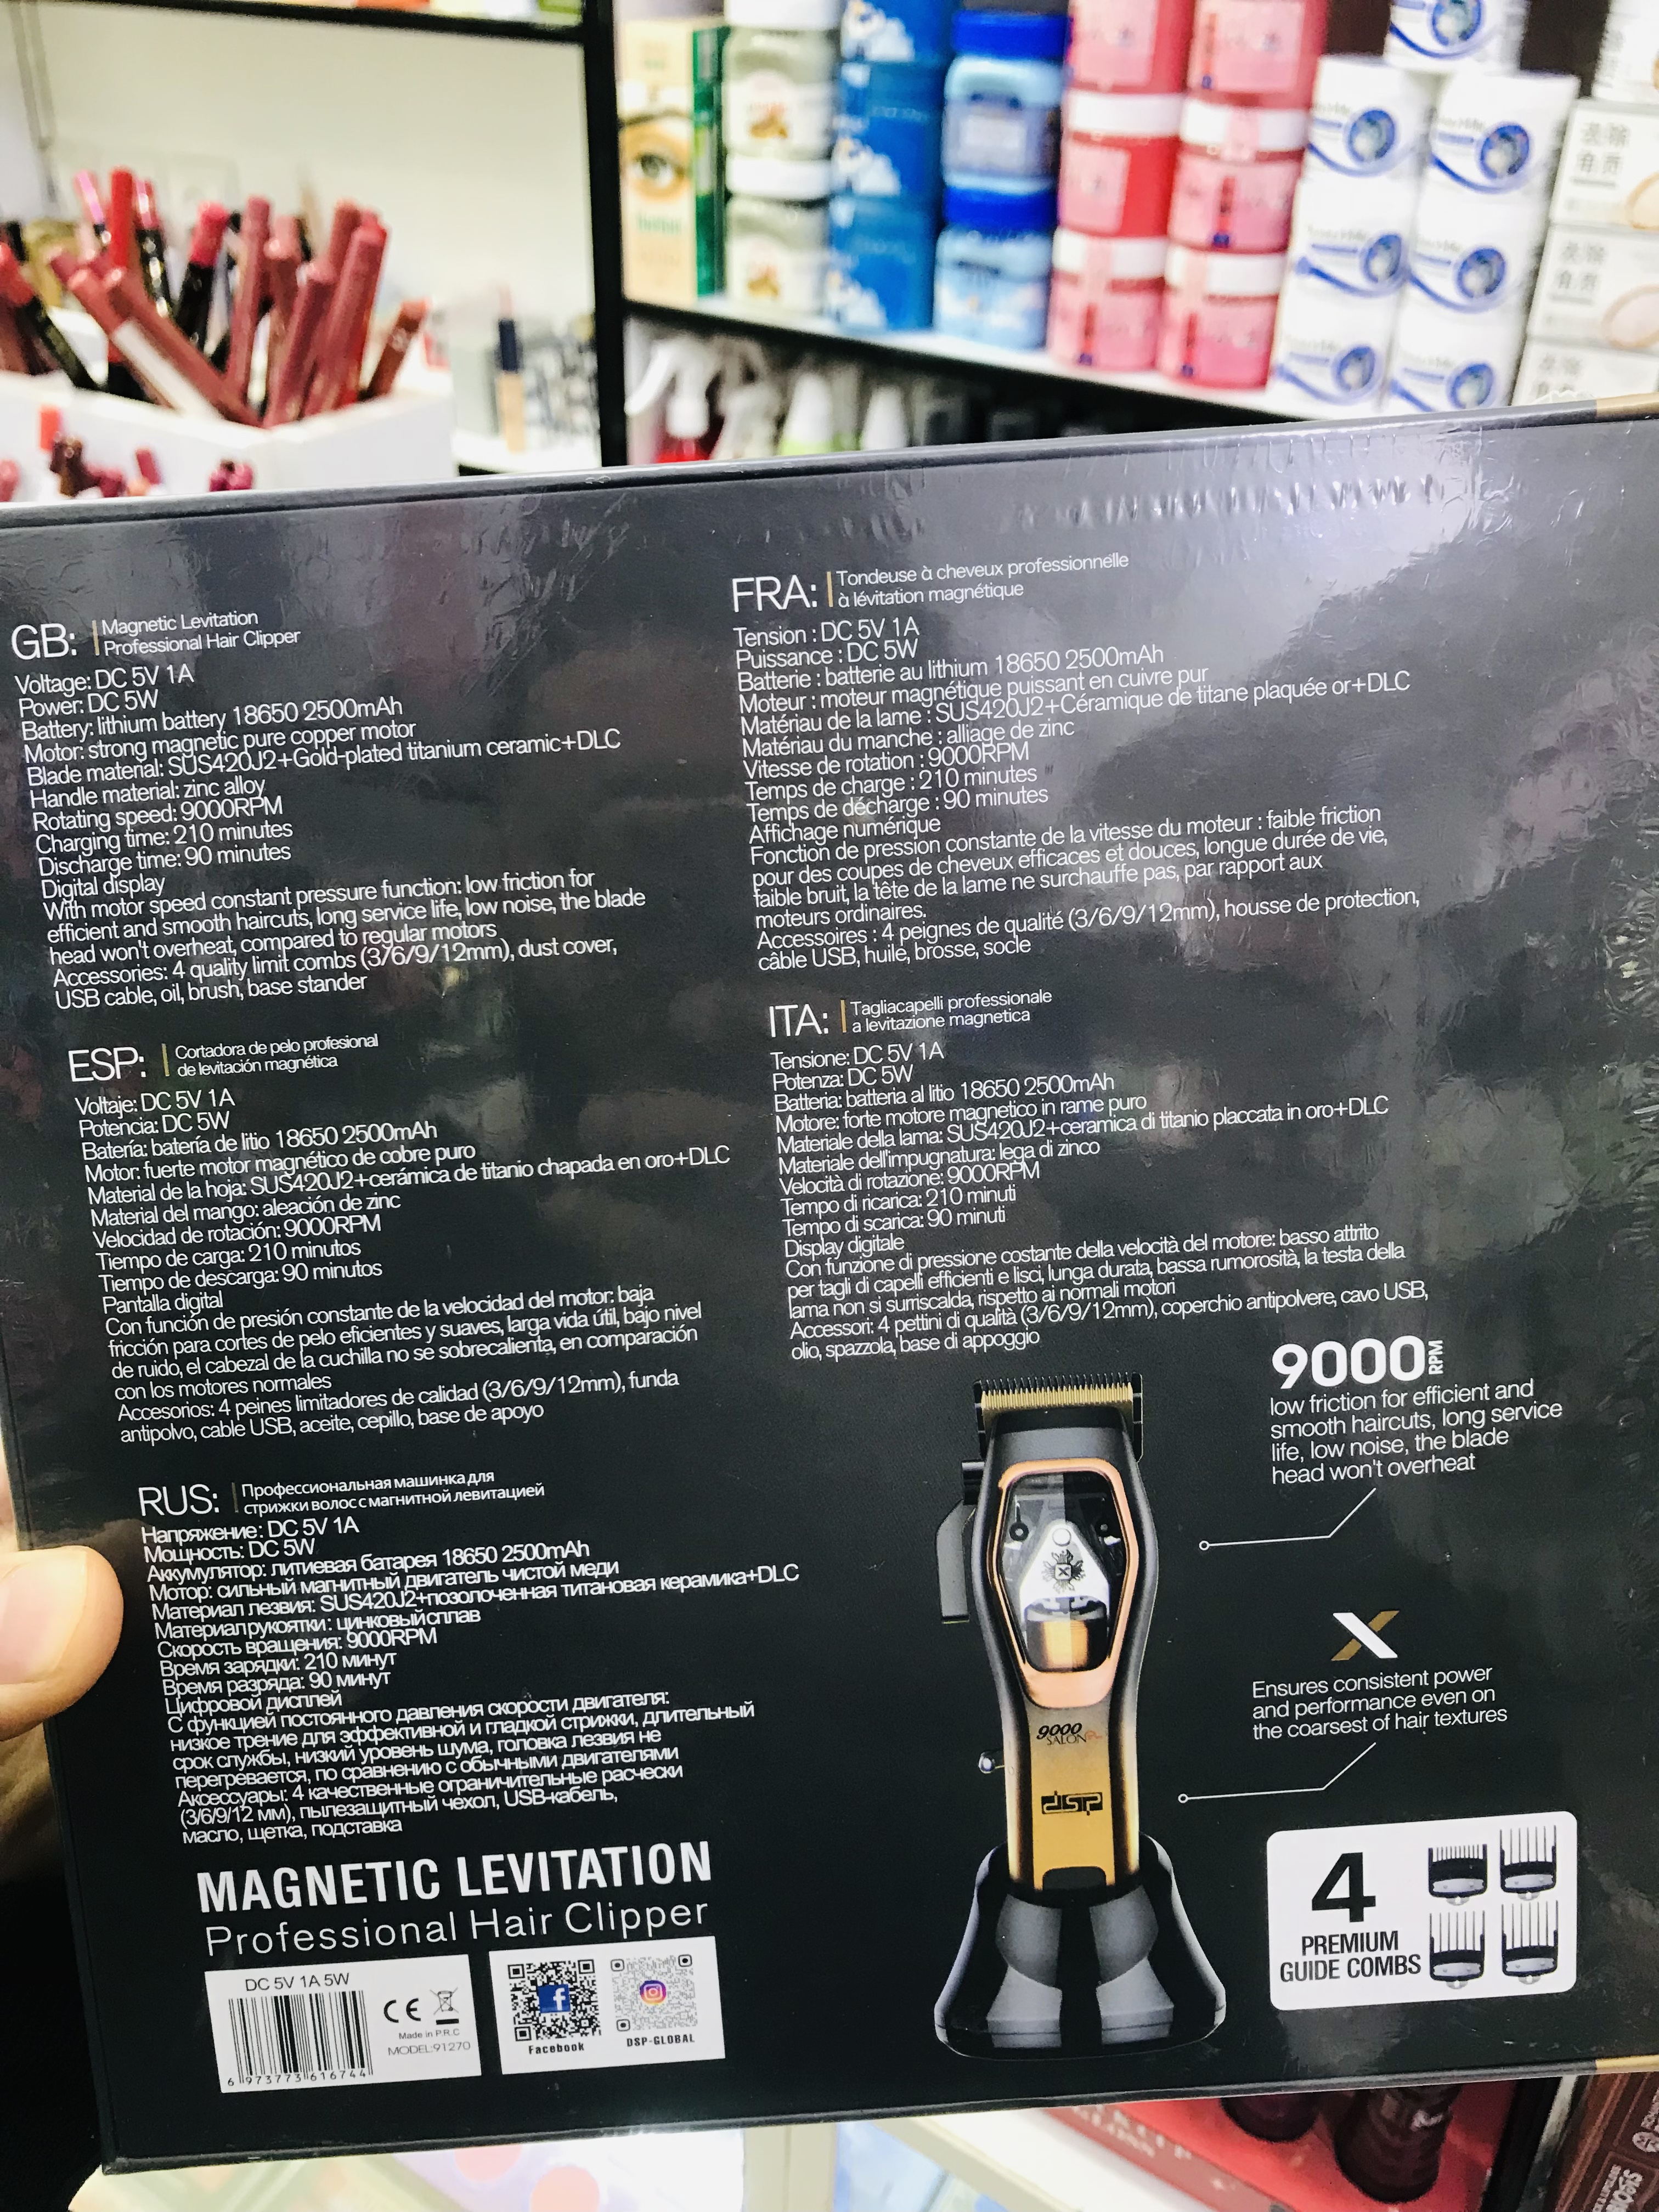 GB:
Magnetic Levitation
Professional Hair Clipper
Voltage: DC 5V 1A
Power: DC 5W
Battery: lithium battery 18650 2500mAh
Motor: strong magnetic pure copper motor
Blade material: SUS420J2+Gold-plated titanium ceramic+DLC
Handle material: zinc alloy
Rotating speed: 9000RPM
Charging time: 210 minutes
Discharge time: 90 minutes
Digital display
With motor speed constant pressure function: low friction for
efficient and smooth haircuts, long service life, low noise, the blade
head won't overheat, compared to regular motors
Accessories: 4 quality limit combs (3/6/9/12mm), dust cover,
USB cable, oil, brush, base stander
ESP:
Cortadora de pelo profesional
de levitación magnética
Voltaje: DC 5V 1A
Potencia: DC 5W
Batería: batería de litio 18650 2500mAh
Motor: fuerte motor magnético de cobre puro
Material de la hoja: SUS420J2+cerámica de titanio chapada en oro+DLC
Material del mango: aleación de zinc
Velocidad de rotación: 9000RPM
Tiempo de carga: 210 minutos
Tiempo de descarga: 90 minutos
Pantalla digital
Con función de presión constante de la velocidad del motor: baja
fricción para cortes de pelo eficientes y suaves, larga vida útil, bajo nivel
de ruido, el cabezal de la cuchilla no se sobrecalienta, en comparación
con los motores normales
Accesorios: 4 peines limitadores de calidad (3/6/9/12mm), funda
antipolvo, cable USB, aceite, cepillo, base de apoyo
RUS:
Профессиональная машинка для
стрижки волос с магнитной левитацией
Напряжение: DC 5V 1A
Мощность: DC 5W
Аккумулятор: литиевая батарея 18650 2500mAh
Мотор: сильный магнитный двигатель чистой меди
Материал лезвия: SUS420J2+позолоченная титановая керамика+DLC
Материал рукоятки: цинковый сплав
Скорость вращения: 9000RPM
Время зарядки: 210 минут
Время разряда: 90 минут
Цифровой дисплей
С функцией постоянного давления скорости двигателя:
низкое трение для эффективной и гладкой стрижки, длительный
срок службы, низкий уровень шума, головка лезвия не
перегревается, по сравнению с обычными двигателями
Аксессуары: 4 качественные ограничительные расчески
(3/6/9/12 мм), пылезащитный чехол, USB-кабель,
масло, щетка, подставка
MAGNETIC LEVITATION
Professional Hair Clipper
DC 5V 1A 5W
CE
Made in P.R.C
MODEL:91270
6 973773 616744
Facebook
DSP-GLOBAL
FRA:
Tondeuse à cheveux professionnelle
à lévitation magnétique
Tension : DC 5V 1A
Puissance : DC 5W
Batterie : batterie au lithium 18650 2500mAh
Moteur : moteur magnétique puissant en cuivre pur
Matériau de la lame : SUS420J2+Céramique de titane plaquée or+DLC
Matériau du manche : alliage de zinc
Vitesse de rotation : 9000RPM
Temps de charge : 210 minutes
Temps de décharge : 90 minutes
Affichage numérique
Fonction de pression constante de la vitesse du moteur : faible friction
pour des coupes de cheveux efficaces et douces, longue durée de vie,
faible bruit, la tête de la lame ne surchauffe pas, par rapport aux
moteurs ordinaires.
Accessoires : 4 peignes de qualité (3/6/9/12mm), housse de protection,
câble USB, huile, brosse, socle
ITA:
Tagliacapelli professionale
a levitazione magnetica
Tensione: DC 5V 1A
Potenza: DC 5W
Batteria: batteria al litio 18650 2500mAh
Motore: forte motore magnetico in rame puro
Materiale della lama: SUS420J2+ceramica di titanio placcata in oro+DLC
Materiale dell'impugnatura: lega di zinco
Velocità di rotazione: 9000RPM
Tempo di ricarica: 210 minuti
Tempo di scarica: 90 minuti
Display digitale
Con funzione di pressione costante della velocità del motore: basso attrito
per tagli di capelli efficienti e lisci, lunga durata, bassa rumorosità, la testa della
lama non si surriscalda, rispetto ai normali motori
Accessori: 4 pettini di qualità (3/6/9/12mm), coperchio antipolvere, cavo USB,
olio, spazzola, base di appoggio
9000RPM
low friction for efficient and
smooth haircuts, long service
life, low noise, the blade
head won't overheat
X
Ensures consistent power
and performance even on
the coarsest of hair textures
9000
SALON
dsp
4
PREMIUM
GUIDE COMBS